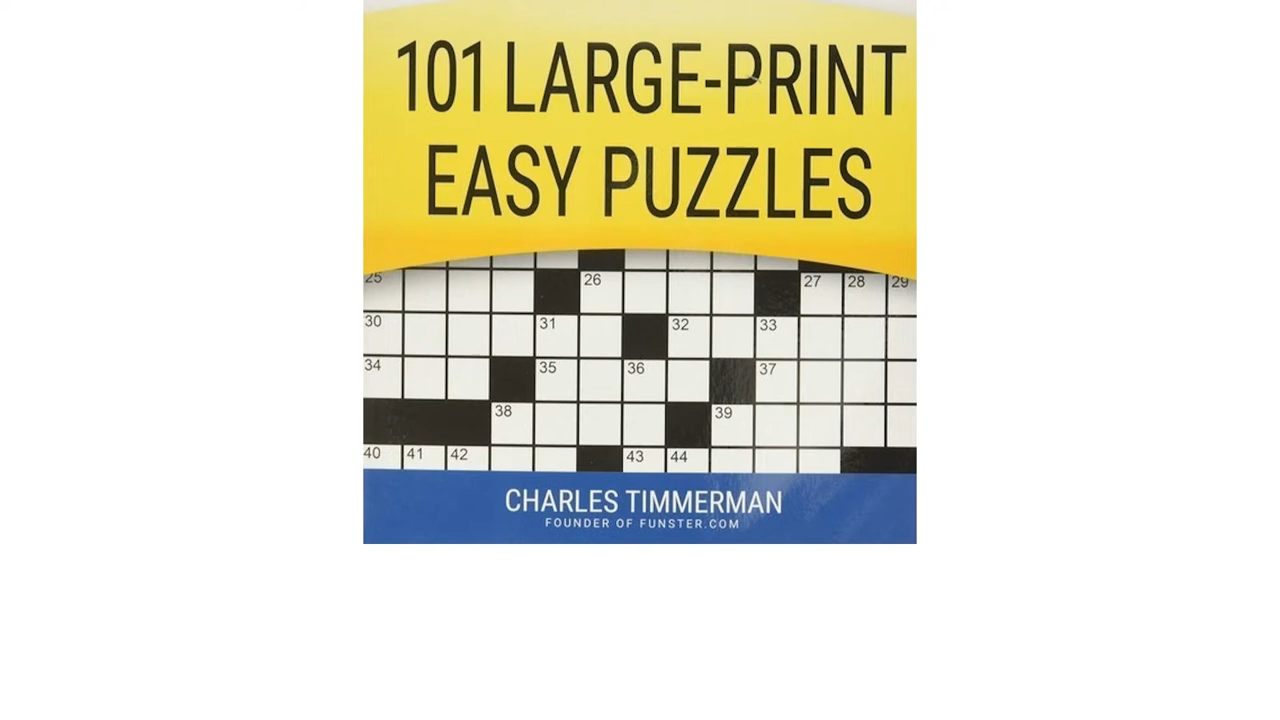 101 LARGE-PRINT
EASY PUZZLES
25 26 27 28 29
30 31 32 33
34 35 36 37
38 39
40 41 42 43 44
CHARLES TIMMERMAN
FOUNDER OF FUNSTER.COM